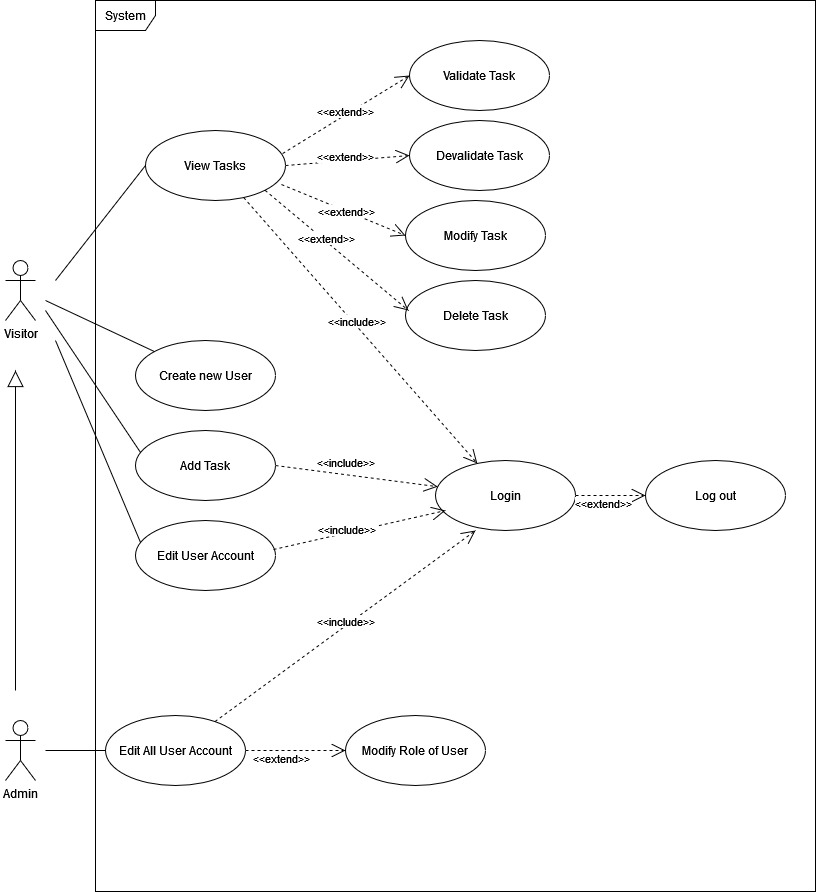 System
Validate Task
<<extend>>
View Tasks
<<extend>>
Devalidate Task
<<extend>>
Modify Task
<<extend>>
Delete Task
<<include>>
Visitor
Create new User
Add Task
<<include>>
Login
<<extend>>
Log out
Edit User Account
<<include>>
<<include>>
Edit All User Account
<<extend>>
Modify Role of User
Admin